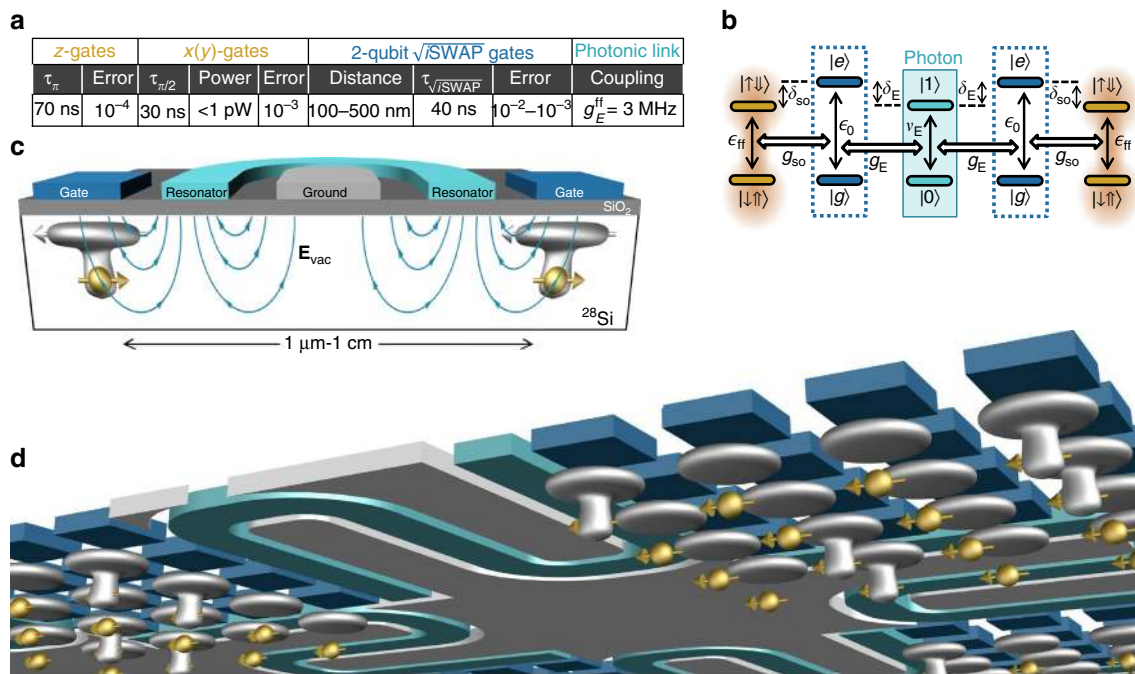 a
z-gates x(y)-gates 2-qubit √iSWAP gates Photonic link
τπ Error τπ/2 Power Error Distance τ√iSWAP Error Coupling
70 ns 10⁻⁴ 30 ns <1 pW 10⁻³ 100–500 nm 40 ns 10⁻²–10⁻³ g_E^ff = 3 MHz
b
Photon
|e⟩ |e⟩
|↑⇓⟩ δso δE |1⟩ δE δso |↑⇓⟩
ϵff ϵ0 νE ϵ0 ϵff
gso gE gE gso
|↓⇑⟩ |g⟩ |0⟩ |g⟩ |↓⇑⟩
c
Gate Resonator Ground Resonator Gate
SiO₂
Evac
²⁸Si
1 μm-1 cm
d